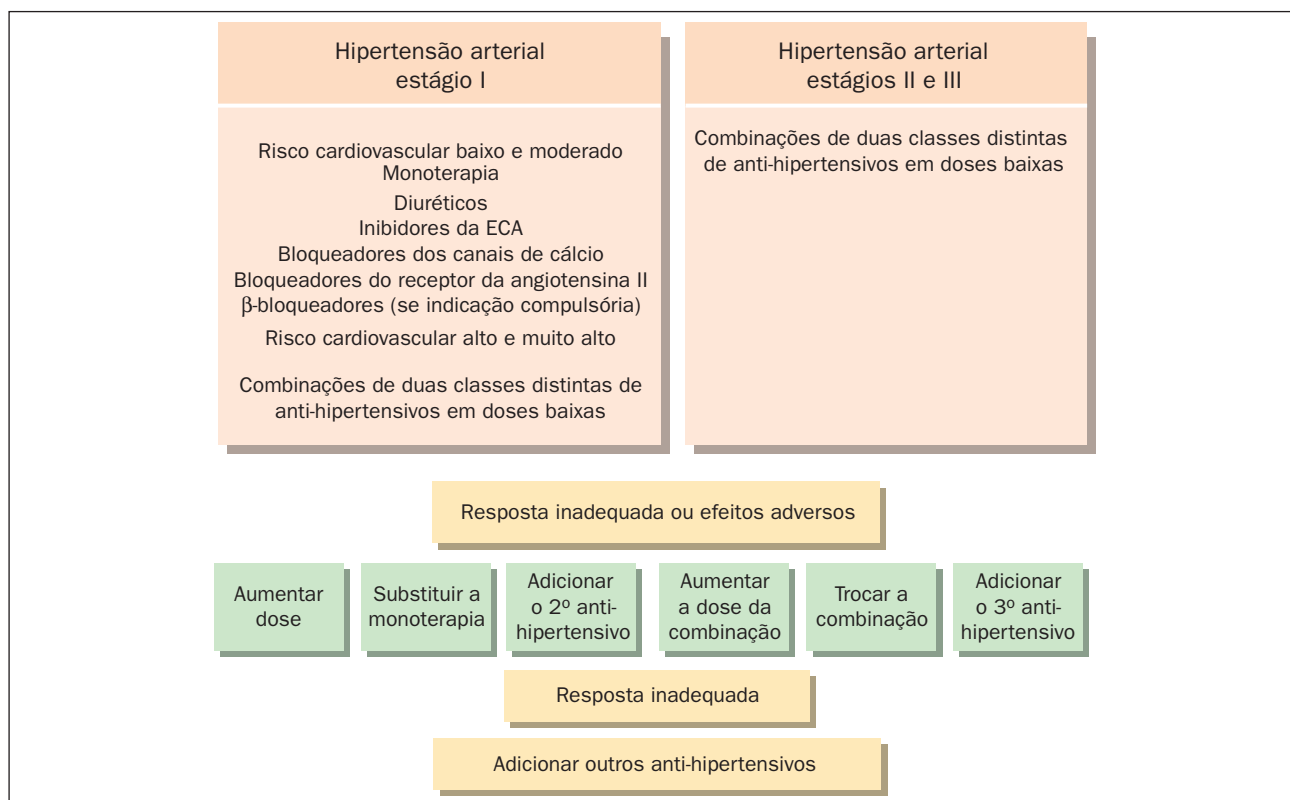 Hipertensão arterial
estágio I
Risco cardiovascular baixo e moderado
Monoterapia
Diuréticos
Inibidores da ECA
Bloqueadores dos canais de cálcio
Bloqueadores do receptor da angiotensina II
β-bloqueadores (se indicação compulsória)
Risco cardiovascular alto e muito alto
Combinações de duas classes distintas de
anti-hipertensivos em doses baixas
Hipertensão arterial
estágios II e III
Combinações de duas classes distintas
de anti-hipertensivos em doses baixas
Resposta inadequada ou efeitos adversos
Aumentar
dose
Substituir a
monoterapia
Adicionar
o 2º anti-
hipertensivo
Aumentar
a dose da
combinação
Trocar a
combinação
Adicionar
o 3º anti-
hipertensivo
Resposta inadequada
Adicionar outros anti-hipertensivos